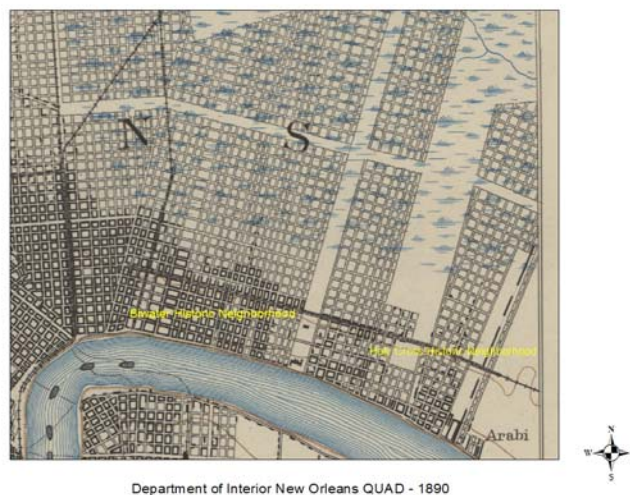 N S
Bywater Historic Neighborhood
Holy Cross Historic Neighborhood
Arabi
N
W
S
Department of Interior New Orleans QUAD - 1890